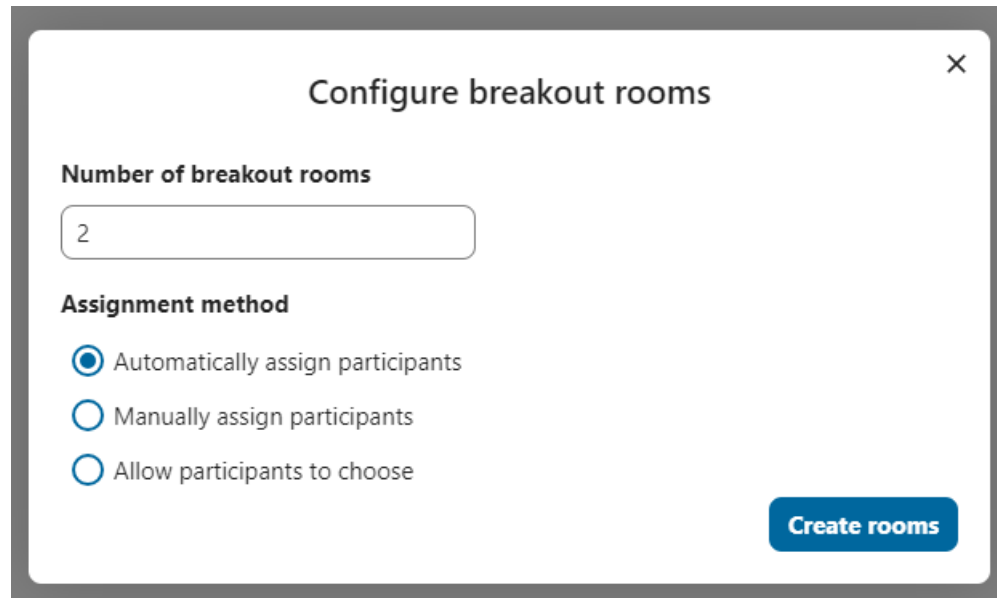 Configure breakout rooms
Number of breakout rooms
2
Assignment method
Automatically assign participants
Manually assign participants
Allow participants to choose
Create rooms